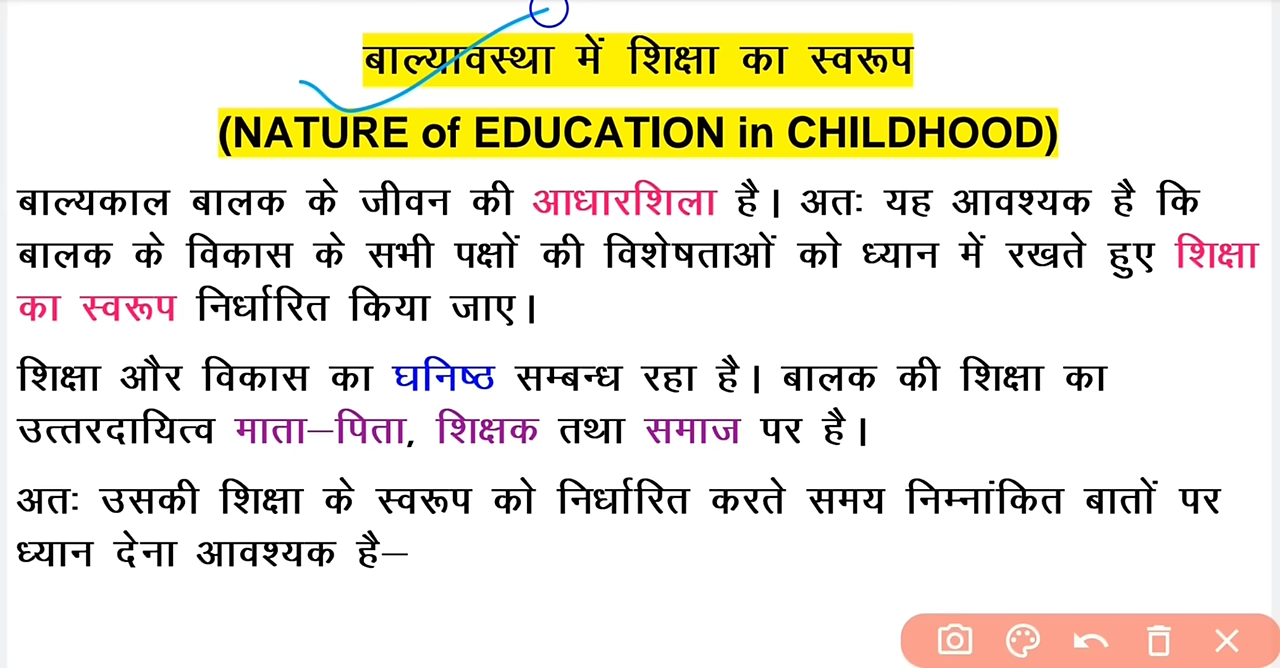 बाल्यावस्था में शिक्षा का स्वरूप
(NATURE of EDUCATION in CHILDHOOD)
बाल्यकाल बालक के जीवन की आधारशिला है। अतः यह आवश्यक है कि
बालक के विकास के सभी पक्षों की विशेषताओं को ध्यान में रखते हुए शिक्षा
का स्वरूप निर्धारित किया जाए।
शिक्षा और विकास का घनिष्ठ सम्बन्ध रहा है। बालक की शिक्षा का
उत्तरदायित्व माता–पिता, शिक्षक तथा समाज पर है।
अतः उसकी शिक्षा के स्वरूप को निर्धारित करते समय निम्नांकित बातों पर
ध्यान देना आवश्यक है–